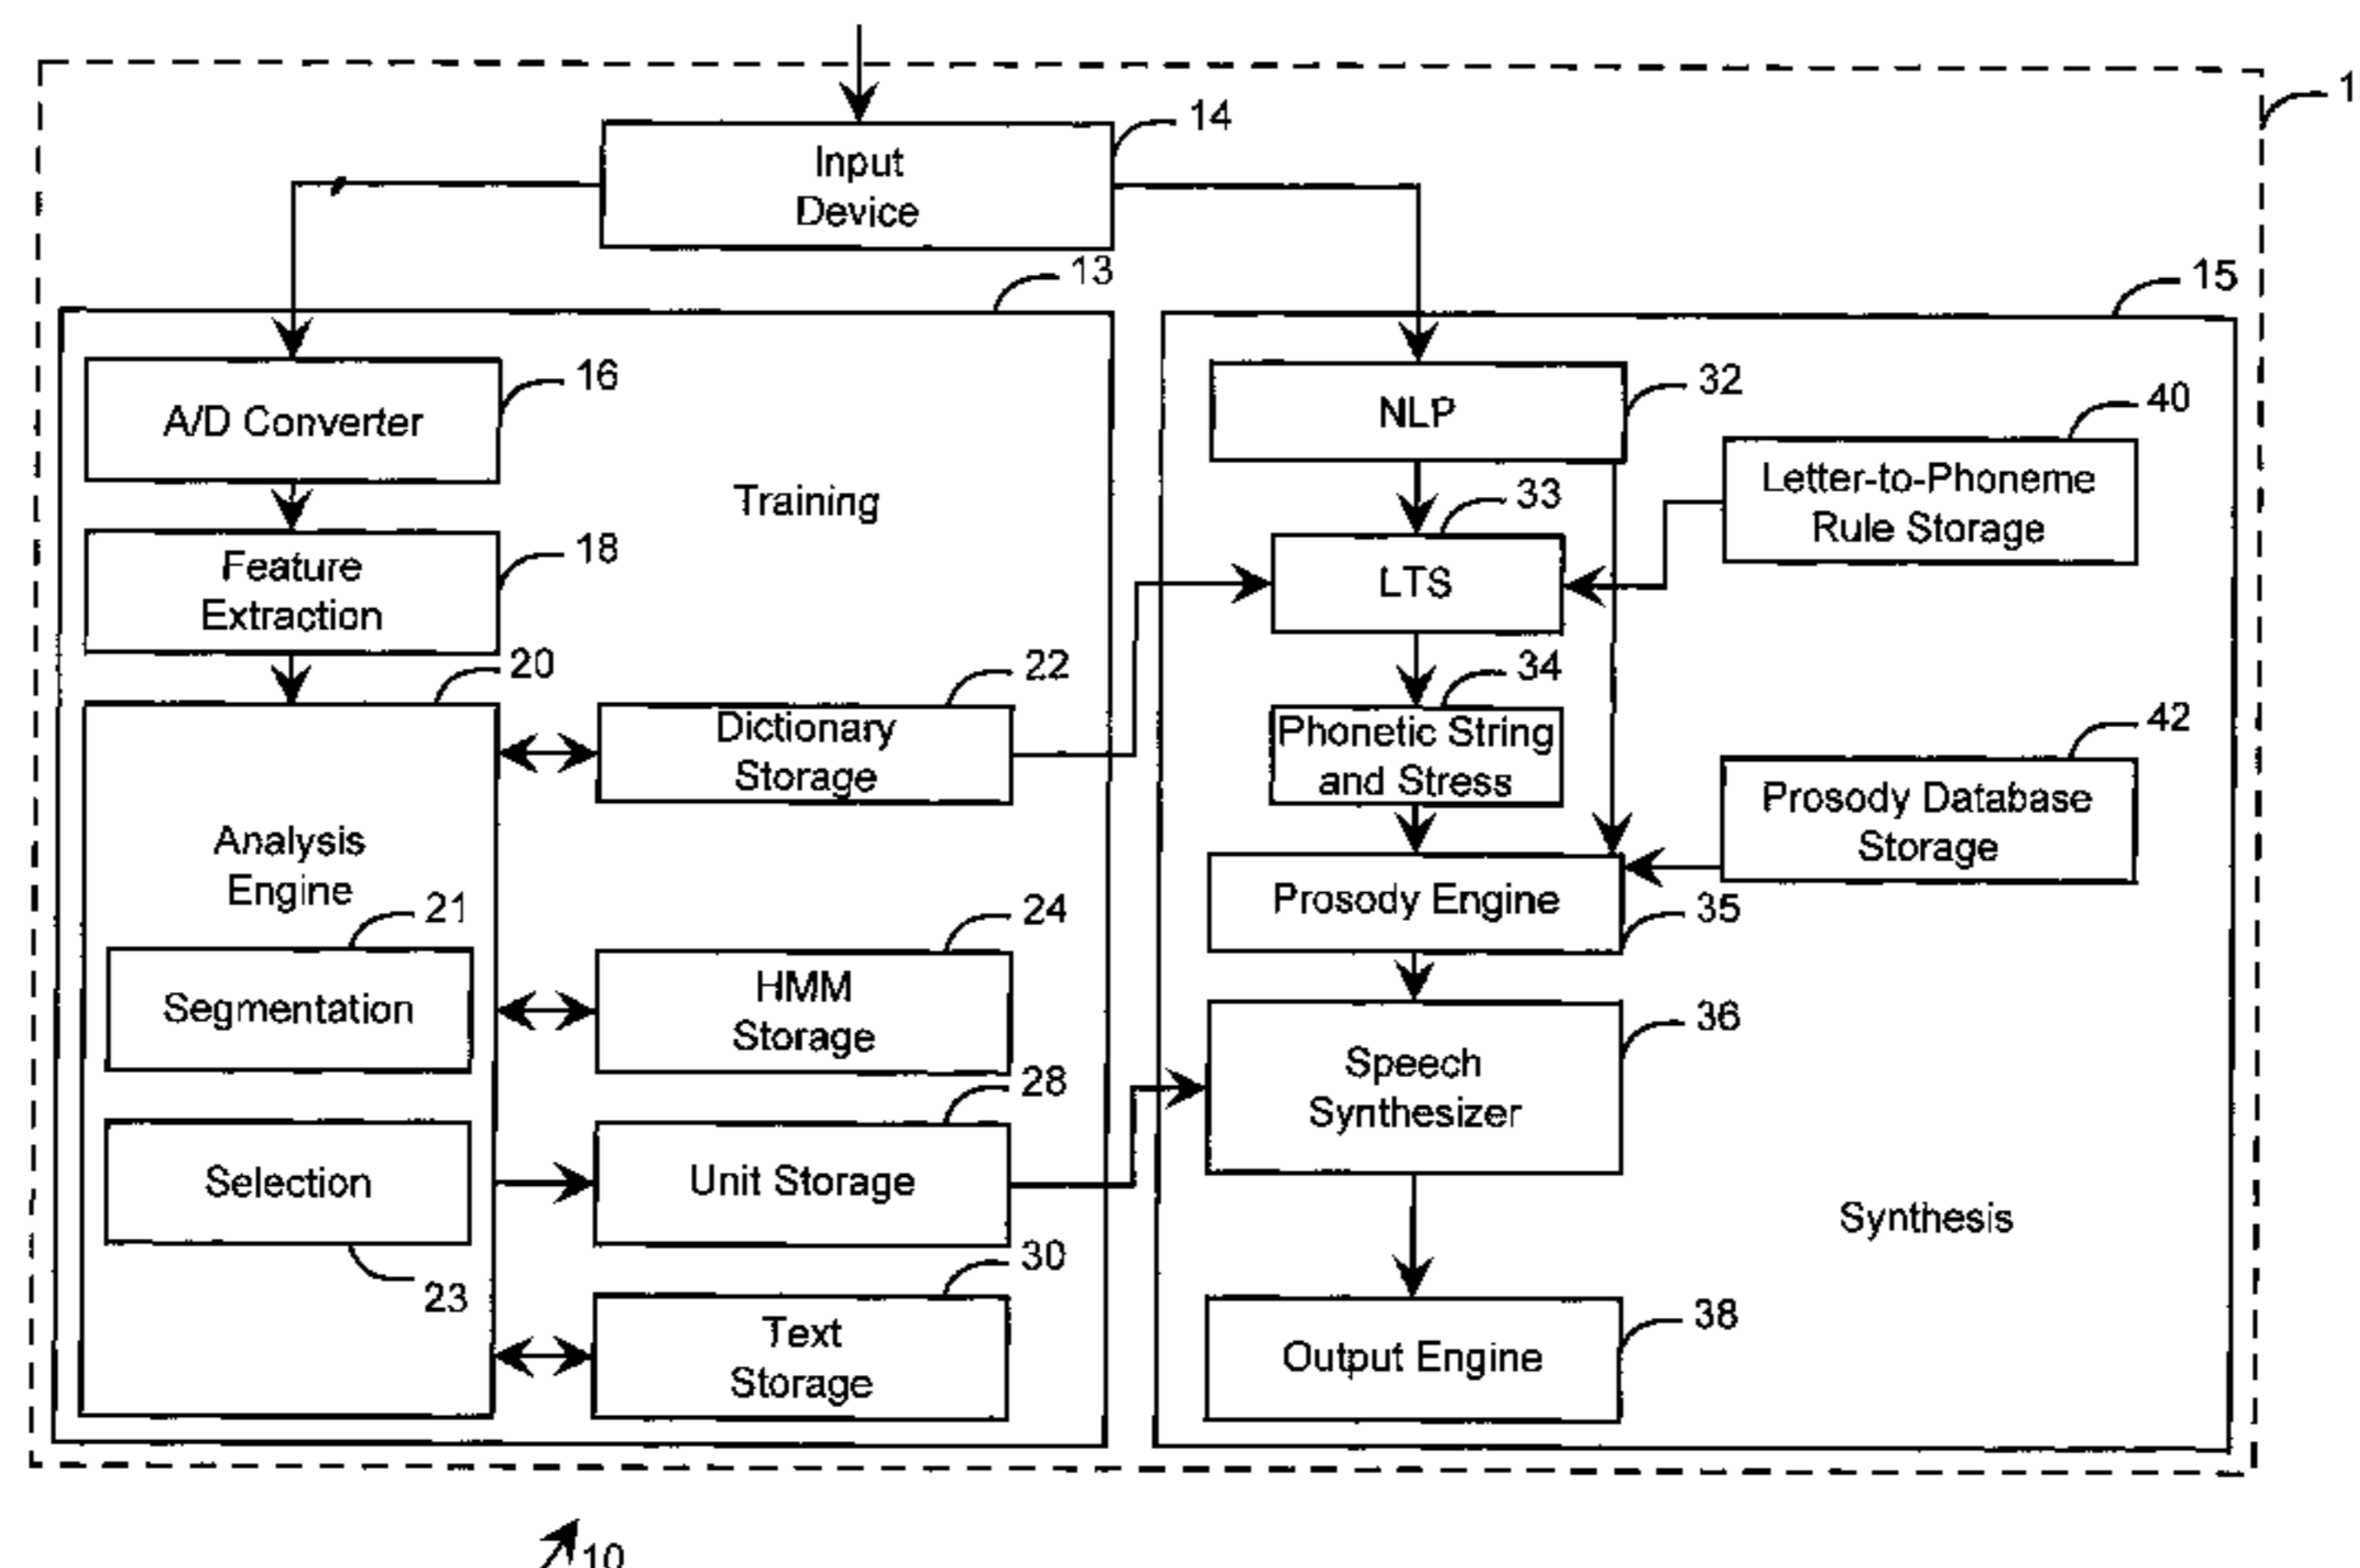 1
14
Input
Device
13
15
16
A/D Converter
32
NLP
40
Letter-to-Phoneme
Rule Storage
Training
33
LTS
18
Feature
Extraction
20
22
Dictionary
Storage
34
Phonetic String
and Stress
42
Prosody Database
Storage
Analysis
Engine
Prosody Engine
35
21
Segmentation
24
HMM
Storage
36
Speech
Synthesizer
28
Unit Storage
Selection
23
Synthesis
30
Text
Storage
38
Output Engine
10